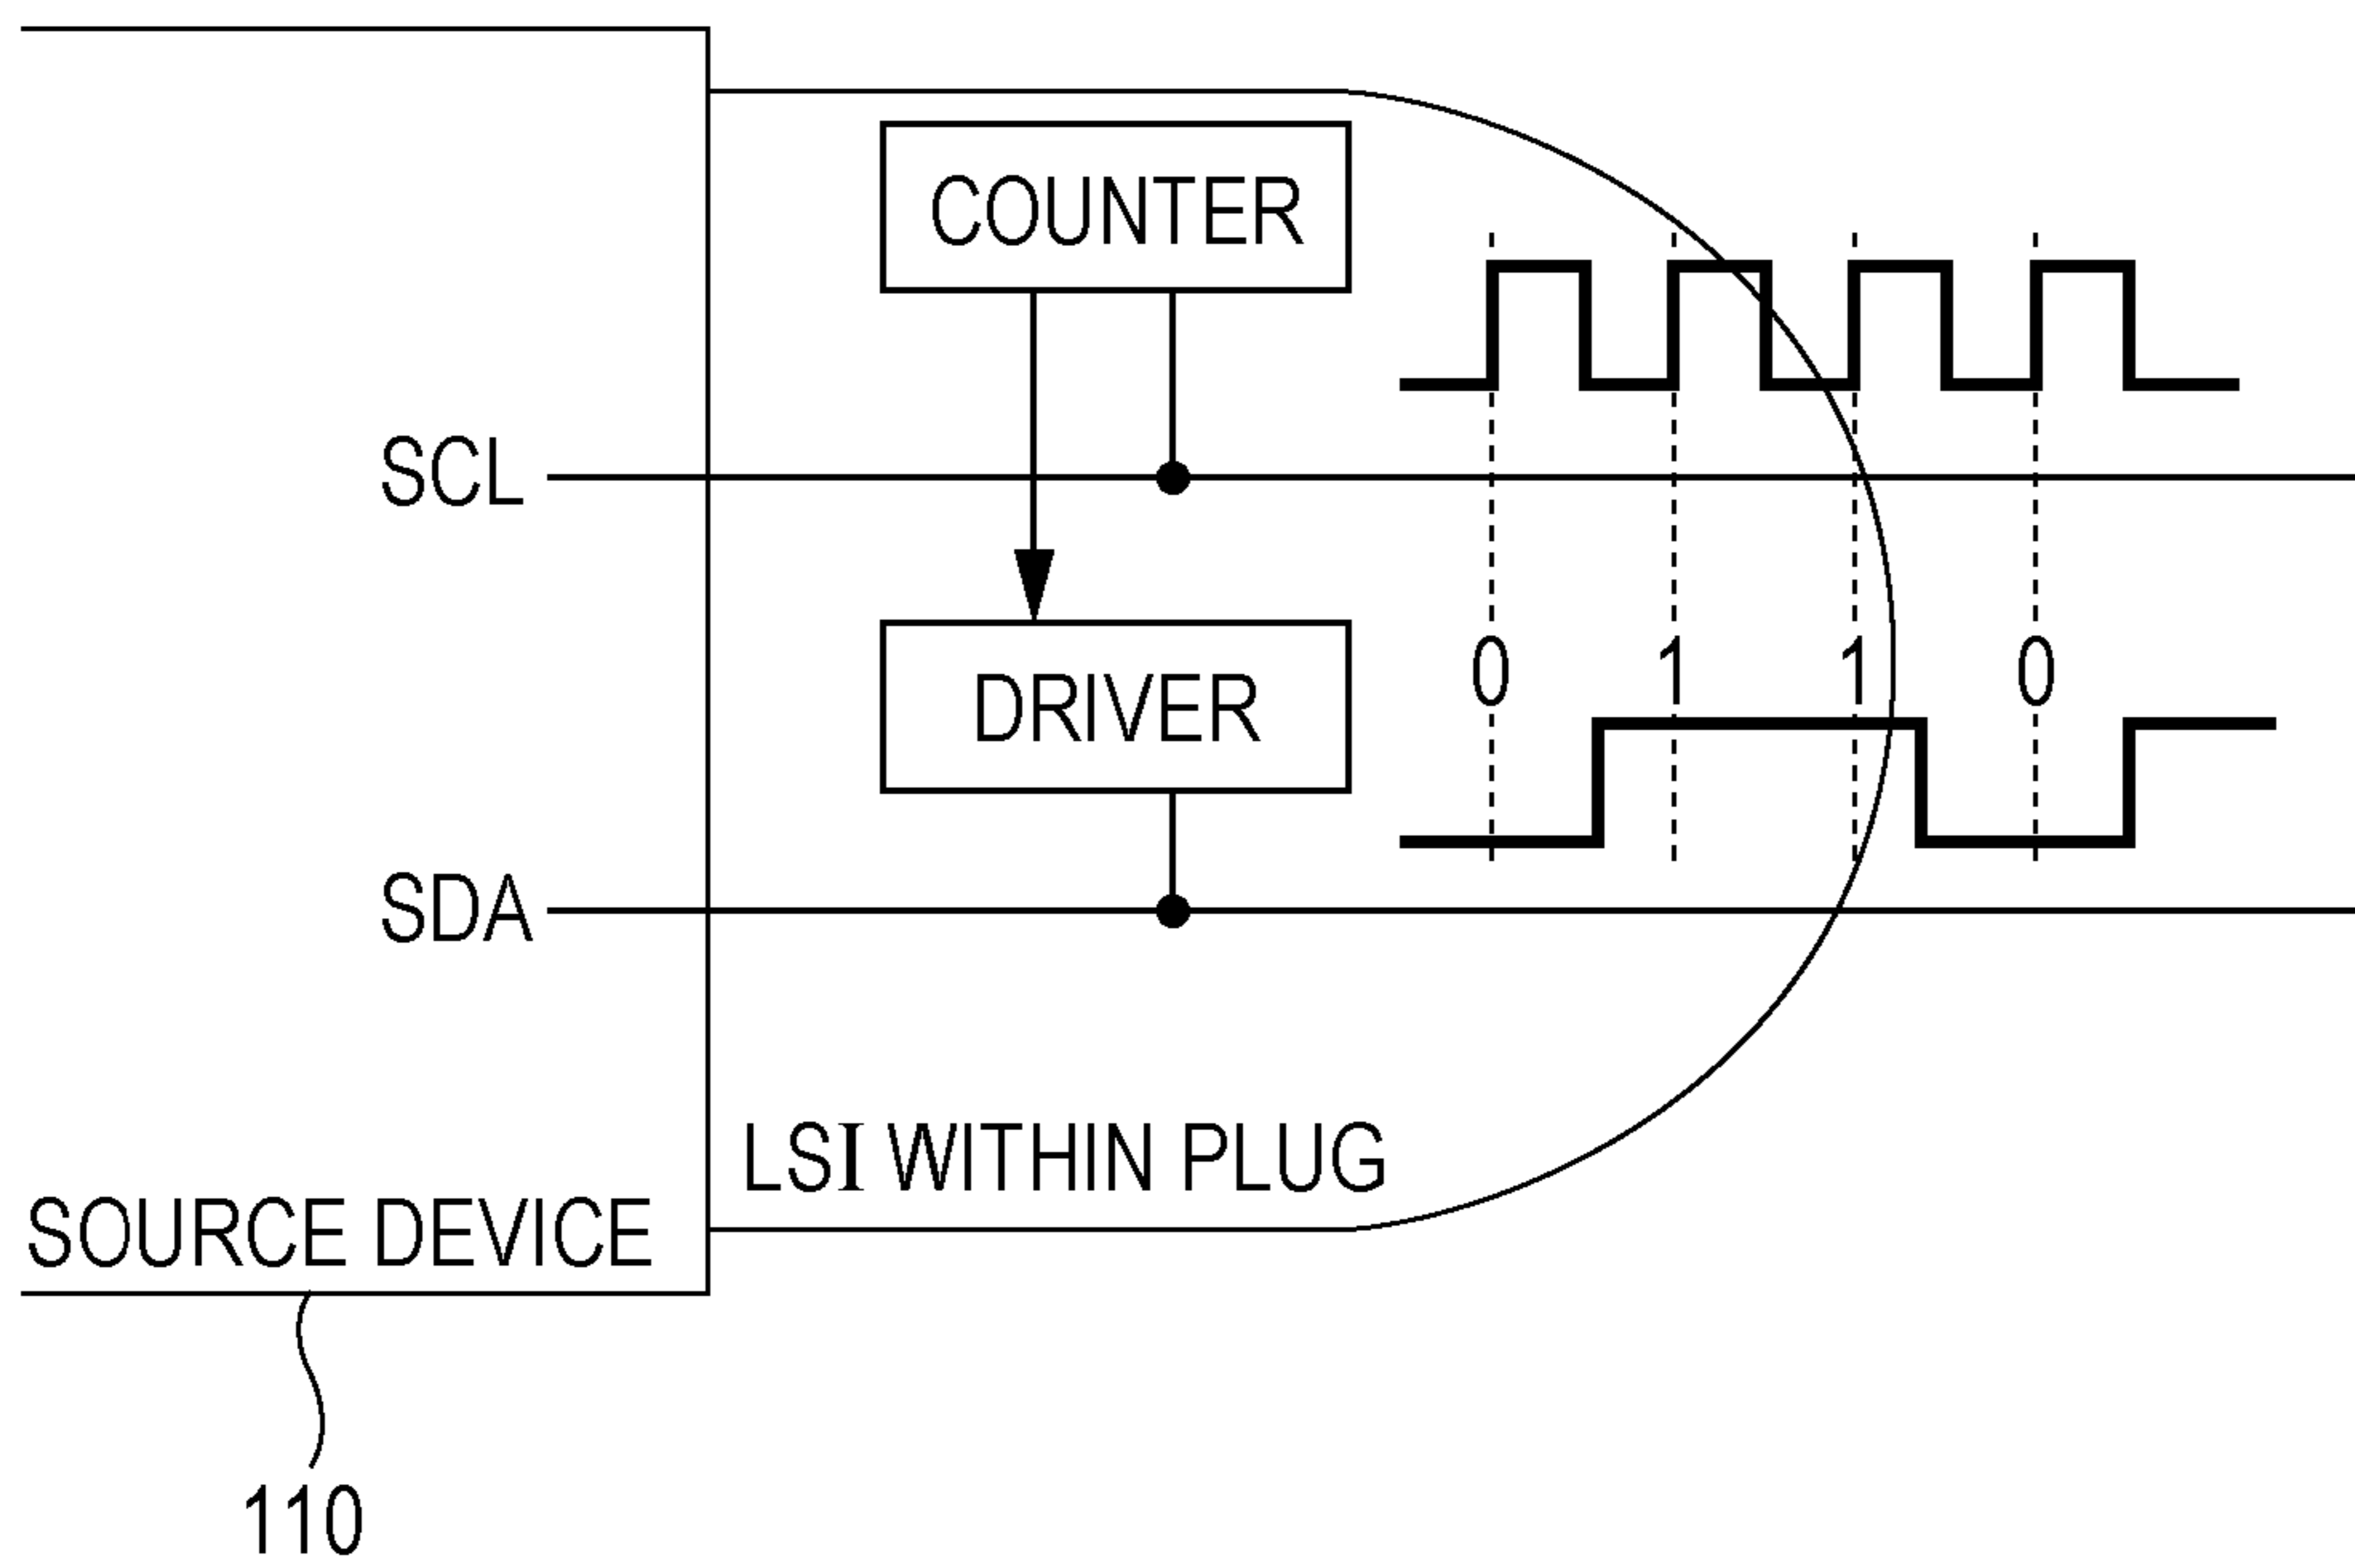 COUNTER
SCL
DRIVER
0 1 1 0
SDA
LSI WITHIN PLUG
SOURCE DEVICE
110